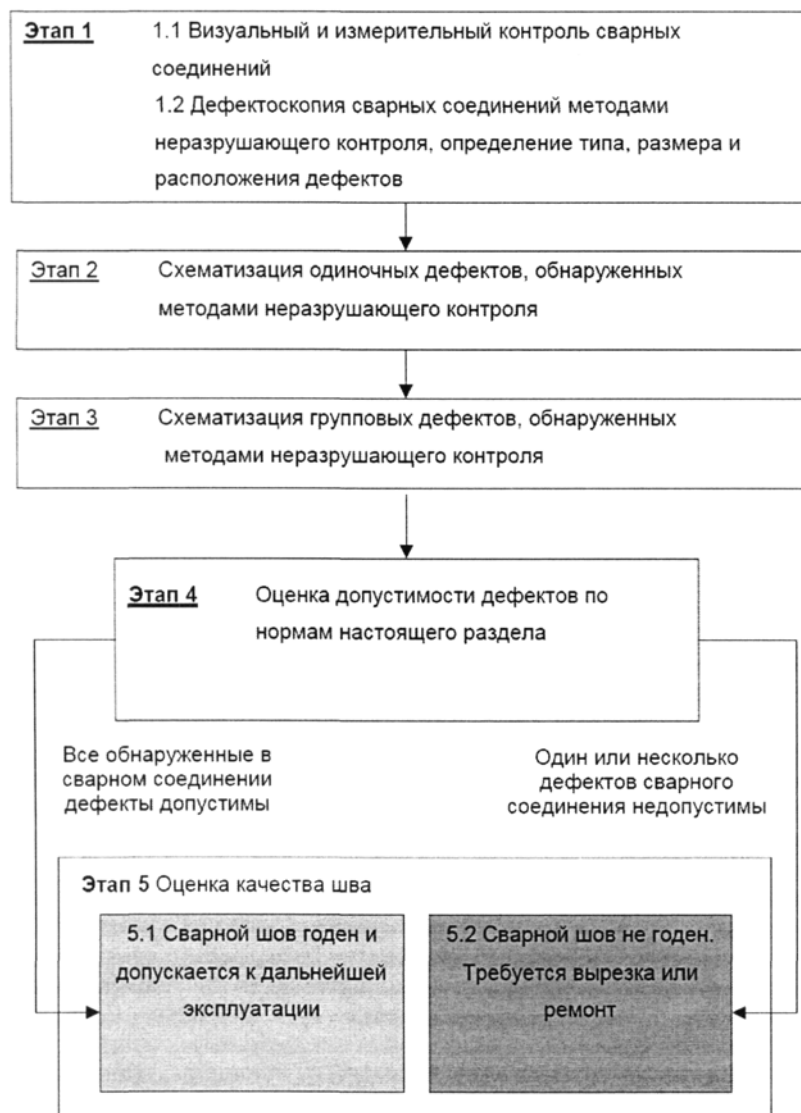 Этап 1 1.1 Визуальный и измерительный контроль сварных
соединений
1.2 Дефектоскопия сварных соединений методами
неразрушающего контроля, определение типа, размера и
расположения дефектов
Этап 2 Схематизация одиночных дефектов, обнаруженных
методами неразрушающего контроля
Этап 3 Схематизация групповых дефектов, обнаруженных
методами неразрушающего контроля
Этап 4 Оценка допустимости дефектов по
нормам настоящего раздела
Все обнаруженные в
сварном соединении
дефекты допустимы
Один или несколько
дефектов сварного
соединения недопустимы
Этап 5 Оценка качества шва
5.1 Сварной шов годен и
допускается к дальнейшей
эксплуатации
5.2 Сварной шов не годен.
Требуется вырезка или
ремонт